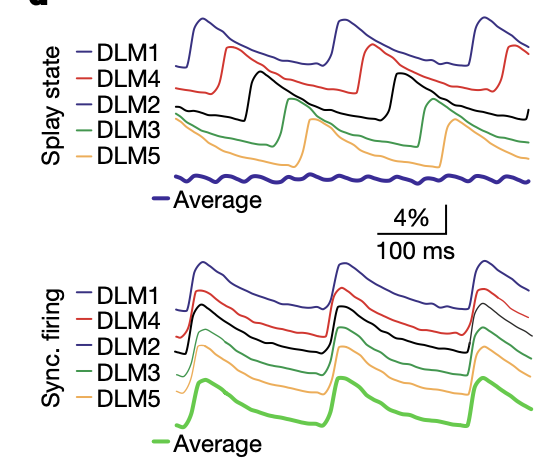 Splay state
DLM1
DLM4
DLM2
DLM3
DLM5
Average
4%
100 ms
Sync. firing
DLM1
DLM4
DLM2
DLM3
DLM5
Average